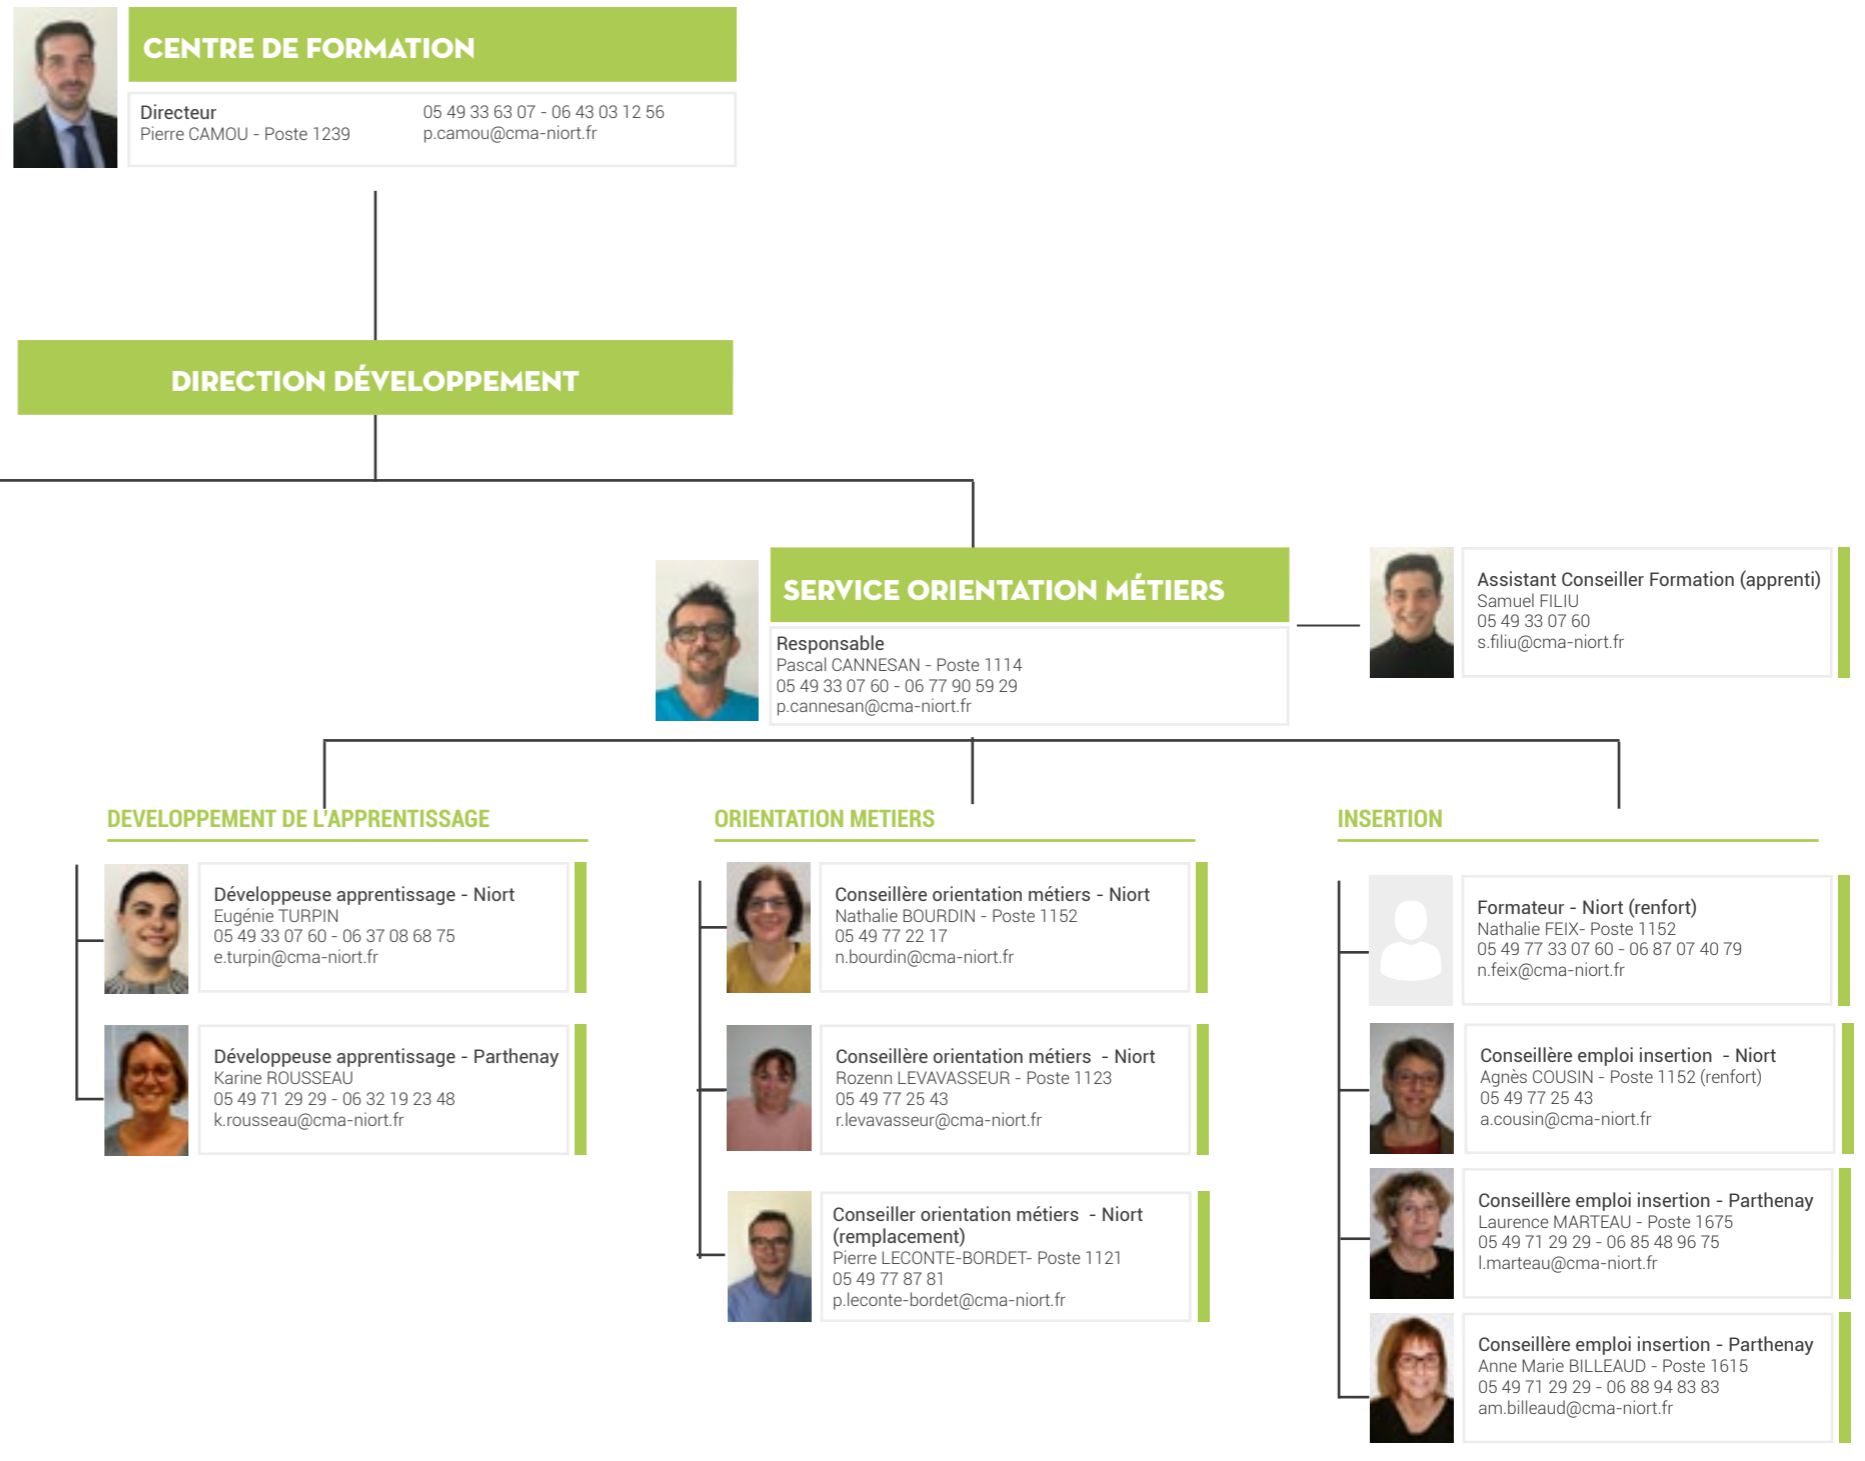 CENTRE DE FORMATION
Directeur
Pierre CAMOU - Poste 1239
05 49 33 63 07 - 06 43 03 12 56
p.camou@cma-niort.fr
DIRECTION DÉVELOPPEMENT
SERVICE ORIENTATION MÉTIERS
Responsable
Pascal CANNESAN - Poste 1114
05 49 33 07 60 - 06 77 90 59 29
p.cannesan@cma-niort.fr
Assistant Conseiller Formation (apprenti)
Samuel FILIU
05 49 33 07 60
s.filiu@cma-niort.fr
DEVELOPPEMENT DE L'APPRENTISSAGE
Développeuse apprentissage - Niort
Eugénie TURPIN
05 49 33 07 60 - 06 37 08 68 75
e.turpin@cma-niort.fr
Développeuse apprentissage - Parthenay
Karine ROUSSEAU
05 49 71 29 29 - 06 32 19 23 48
k.rousseau@cma-niort.fr
ORIENTATION METIERS
Conseillère orientation métiers - Niort
Nathalie BOURDIN - Poste 1152
05 49 77 22 17
n.bourdin@cma-niort.fr
Conseillère orientation métiers - Niort
Rozenn LEVAVASSEUR - Poste 1123
05 49 77 25 43
r.levavasseur@cma-niort.fr
Conseiller orientation métiers - Niort
(remplacement)
Pierre LECONTE-BORDET- Poste 1121
05 49 77 87 81
p.leconte-bordet@cma-niort.fr
INSERTION
Formateur - Niort (renfort)
Nathalie FEIX- Poste 1152
05 49 77 33 07 60 - 06 87 07 40 79
n.feix@cma-niort.fr
Conseillère emploi insertion - Niort
Agnès COUSIN - Poste 1152 (renfort)
05 49 77 25 43
a.cousin@cma-niort.fr
Conseillère emploi insertion - Parthenay
Laurence MARTEAU - Poste 1675
05 49 71 29 29 - 06 85 48 96 75
l.marteau@cma-niort.fr
Conseillère emploi insertion - Parthenay
Anne Marie BILLEAUD - Poste 1615
05 49 71 29 29 - 06 88 94 83 83
am.billeaud@cma-niort.fr